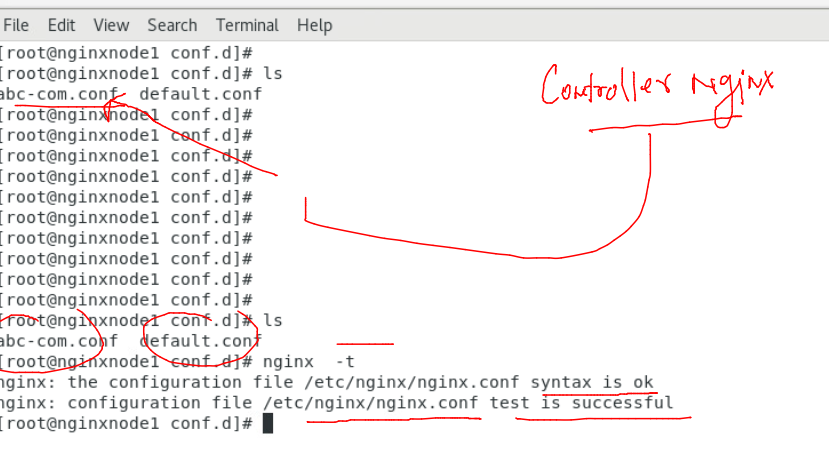 File Edit View Search Terminal Help
[root@nginxnode1 conf.d]#
[root@nginxnode1 conf.d]# ls
abc-com.conf default.conf
[root@nginxnode1 conf.d]#
[root@nginxnode1 conf.d]#
[root@nginxnode1 conf.d]#
[root@nginxnode1 conf.d]#
[root@nginxnode1 conf.d]#
[root@nginxnode1 conf.d]#
[root@nginxnode1 conf.d]#
[root@nginxnode1 conf.d]#
[root@nginxnode1 conf.d]#
[root@nginxnode1 conf.d]#
[root@nginxnode1 conf.d]# ls
abc-com.conf default.conf
[root@nginxnode1 conf.d]# nginx -t
nginx: the configuration file /etc/nginx/nginx.conf syntax is ok
nginx: configuration file /etc/nginx/nginx.conf test is successful
[root@nginxnode1 conf.d]#
Controller nginx